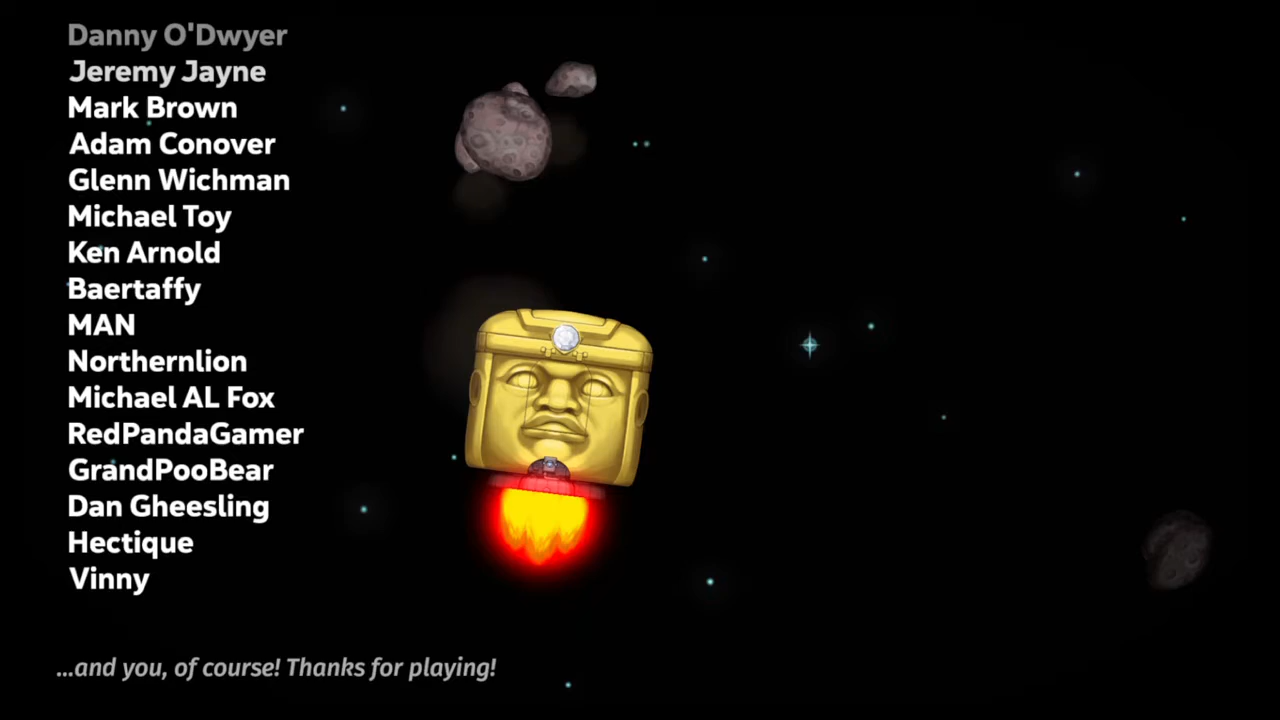 Danny O'Dwyer
Jeremy Jayne
Mark Brown
Adam Conover
Glenn Wichman
Michael Toy
Ken Arnold
Baertaffy
MAN
Northernlion
Michael AL Fox
RedPandaGamer
GrandPooBear
Dan Gheesling
Hectique
Vinny
...and you, of course! Thanks for playing!